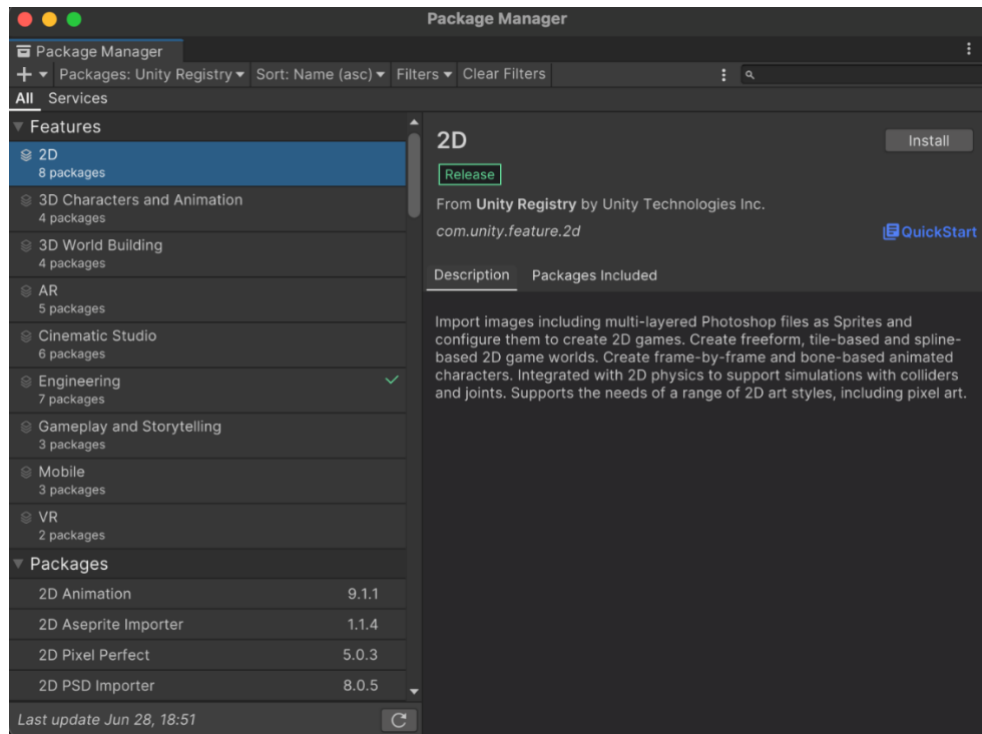 Package Manager
Package Manager
Packages: Unity Registry Sort: Name (asc) Filters Clear Filters
All Services
Features
2D
8 packages
3D Characters and Animation
4 packages
3D World Building
4 packages
AR
5 packages
Cinematic Studio
6 packages
Engineering
7 packages
Gameplay and Storytelling
3 packages
Mobile
3 packages
VR
2 packages
Packages
2D Animation 9.1.1
2D Aseprite Importer 1.1.4
2D Pixel Perfect 5.0.3
2D PSD Importer 8.0.5
Last update Jun 28, 18:51
2D
Install
Release
From Unity Registry by Unity Technologies Inc.
com.unity.feature.2d
QuickStart
Description Packages Included
Import images including multi-layered Photoshop files as Sprites and
configure them to create 2D games. Create freeform, tile-based and spline-
based 2D game worlds. Create frame-by-frame and bone-based animated
characters. Integrated with 2D physics to support simulations with colliders
and joints. Supports the needs of a range of 2D art styles, including pixel art.